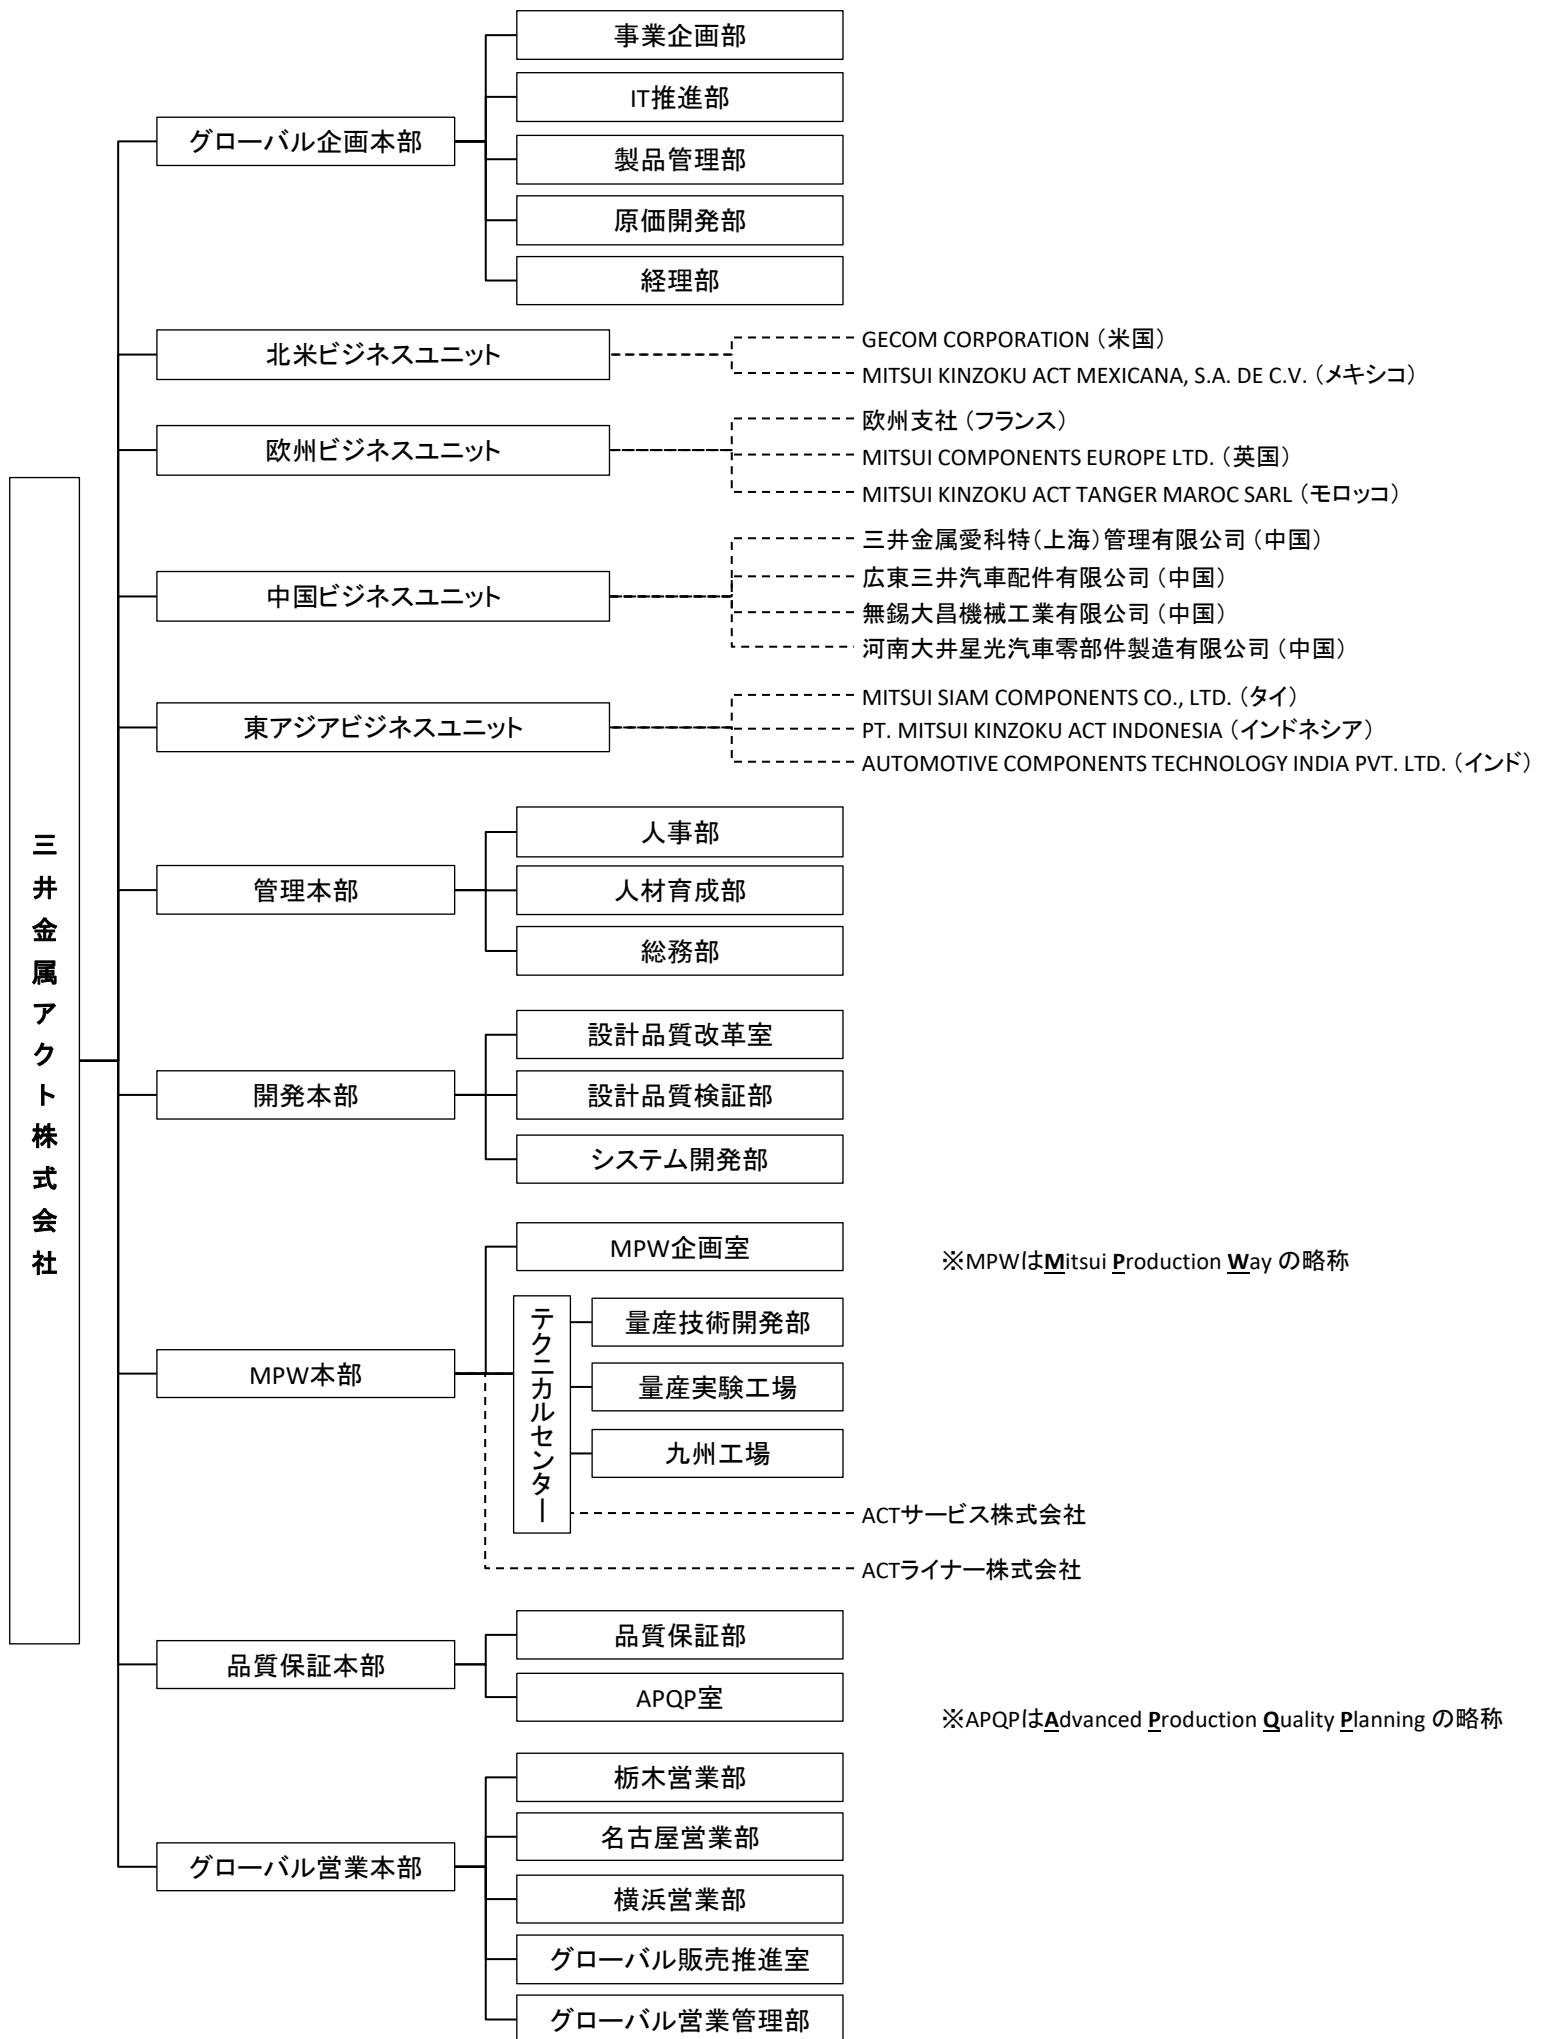 三井金属アクト株式会社
グローバル企画本部
事業企画部
IT推進部
製品管理部
原価開発部
経理部
北米ビジネスユニット
GECOM CORPORATION（米国）
MITSUI KINZOKU ACT MEXICANA, S.A. DE C.V.（メキシコ）
欧州ビジネスユニット
欧州支社（フランス）
MITSUI COMPONENTS EUROPE LTD.（英国）
MITSUI KINZOKU ACT TANGER MAROC SARL（モロッコ）
中国ビジネスユニット
三井金属愛科特（上海）管理有限公司（中国）
広東三井汽車配件有限公司（中国）
無錫大昌機械工業有限公司（中国）
河南大井星光汽車零部件製造有限公司（中国）
東アジアビジネスユニット
MITSUI SIAM COMPONENTS CO., LTD.（タイ）
PT. MITSUI KINZOKU ACT INDONESIA（インドネシア）
AUTOMOTIVE COMPONENTS TECHNOLOGY INDIA PVT. LTD.（インド）
管理本部
人事部
人材育成部
総務部
開発本部
設計品質改革室
設計品質検証部
システム開発部
MPW本部
MPW企画室
※MPWはMitsui Production Way の略称
テクニカルセンター
量産技術開発部
量産実験工場
九州工場
ACTサービス株式会社
ACTライナー株式会社
品質保証本部
品質保証部
APQP室
※APQPはAdvanced Production Quality Planning の略称
グローバル営業本部
栃木営業部
名古屋営業部
横浜営業部
グローバル販売推進室
グローバル営業管理部